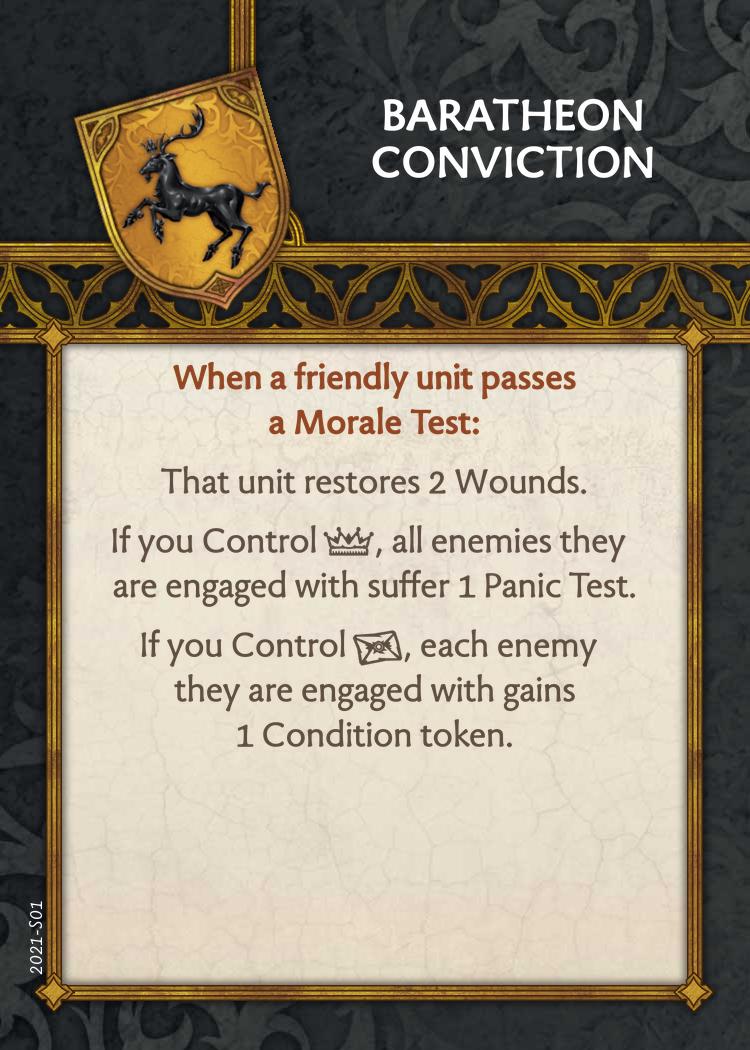 BARATHEON
CONVICTION
When a friendly unit passes
a Morale Test:
That unit restores 2 Wounds.
If you Control , all enemies they
are engaged with suffer 1 Panic Test.
If you Control , each enemy
they are engaged with gains
1 Condition token.
2021-S01